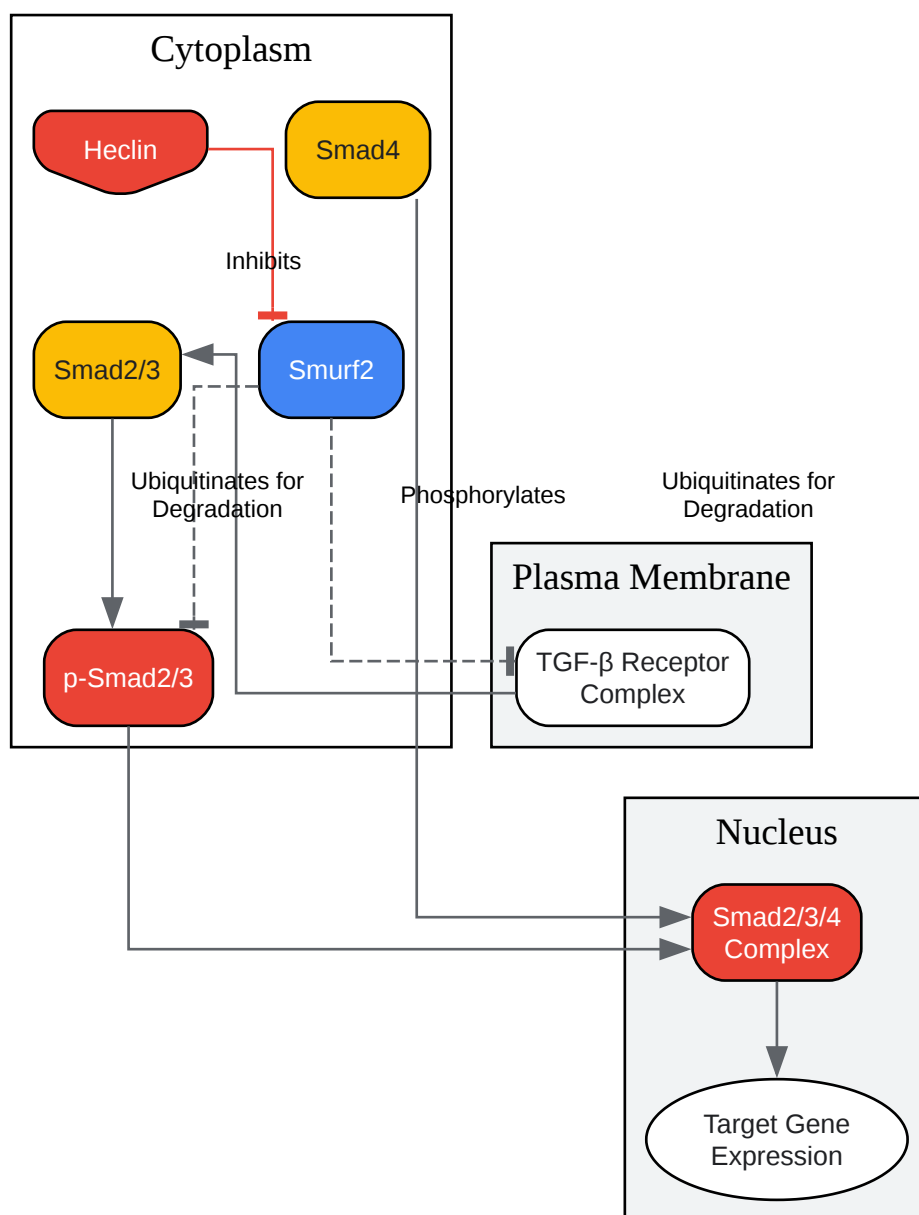 Cytoplasm
Heclin
Smad4
Inhibits
Smad2/3
Smurf2
Ubiquitinates for
Degradation
Phosphorylates
Ubiquitinates for
Degradation
Plasma Membrane
p-Smad2/3
TGF-β Receptor
Complex
Nucleus
Smad2/3/4
Complex
Target Gene
Expression